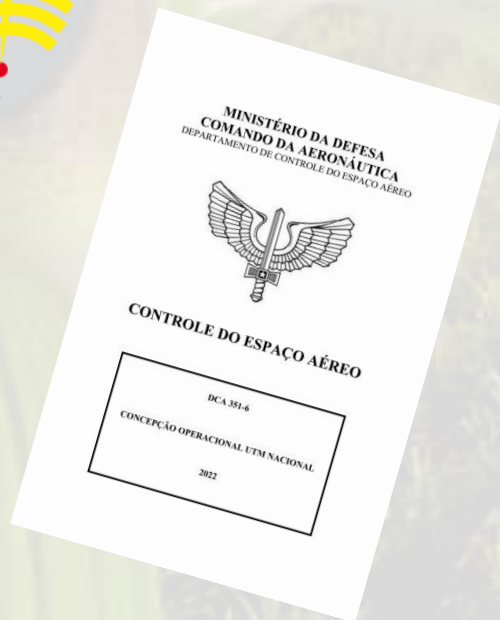 MINISTÉRIO DA DEFESA
COMANDO DA AERONÁUTICA
DEPARTAMENTO DE CONTROLE DO ESPAÇO AÉREO
CONTROLE DO ESPAÇO AÉREO
DCA 351-6
CONCEPÇÃO OPERACIONAL UTM NACIONAL
2022